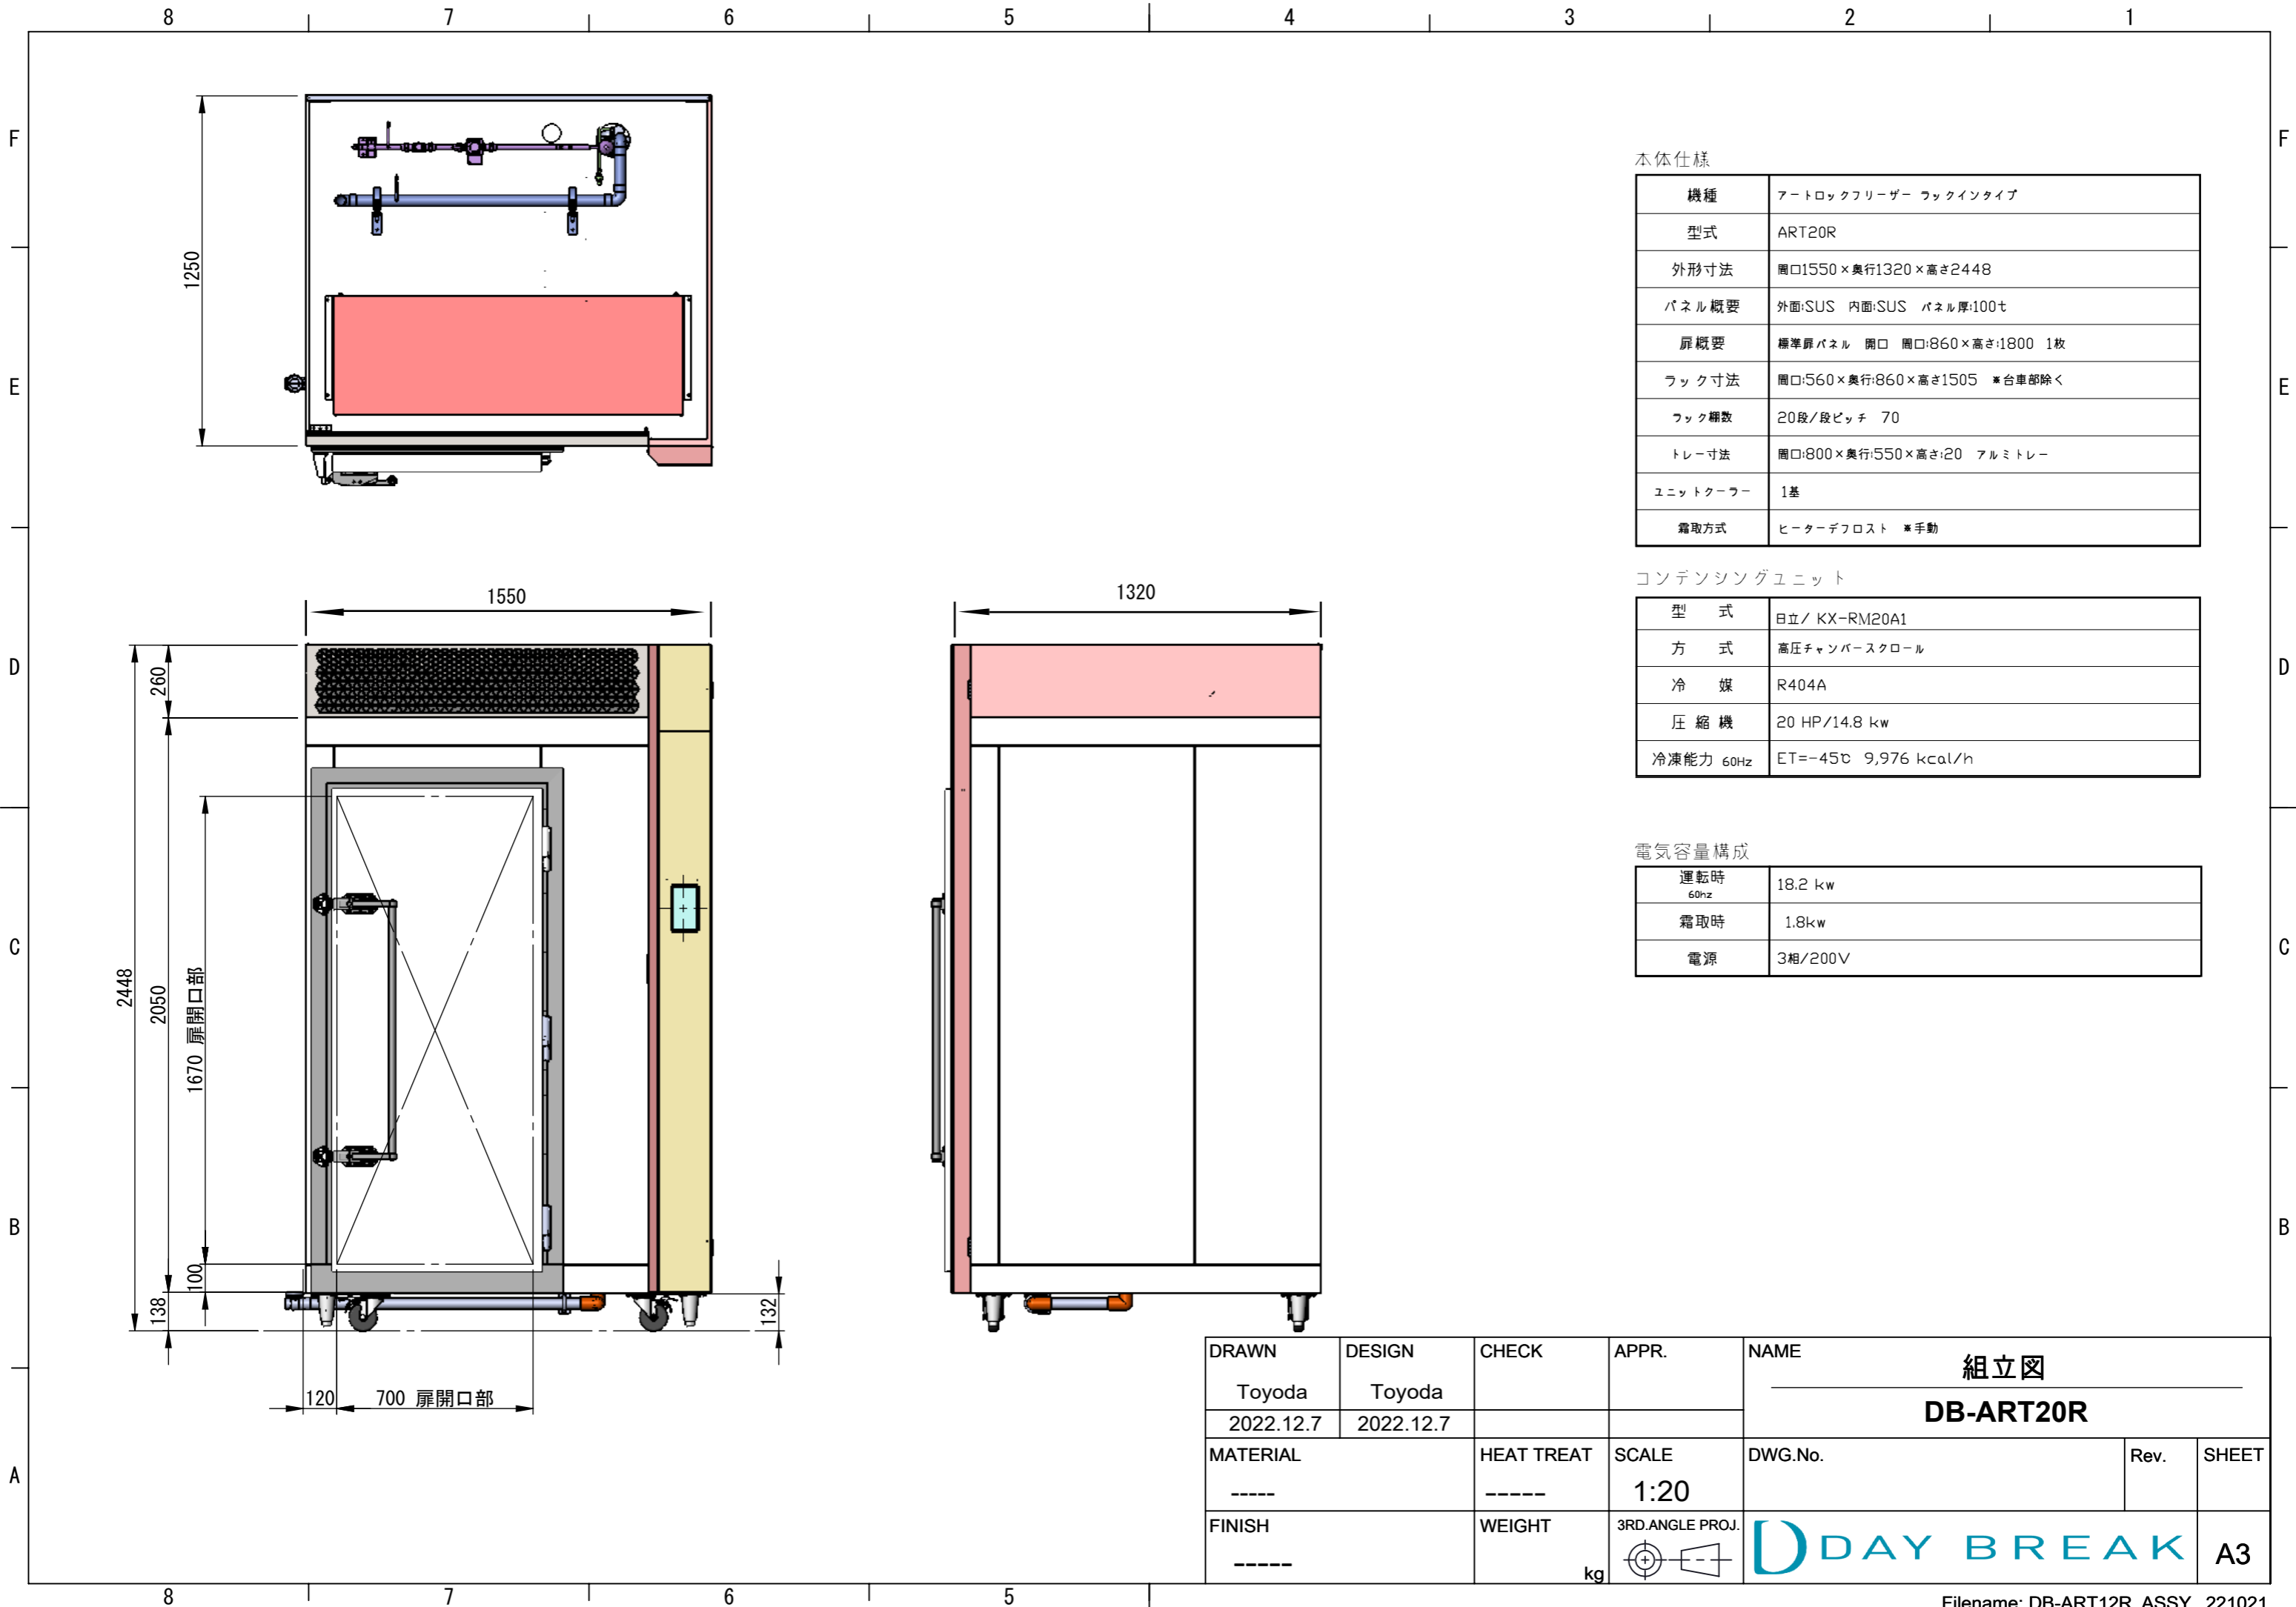 8 7 6 5 4 3 2 1
F F
E E
D D
C C
B B
A
1250
本体仕様
機種 アートロックフリーザー ラックインタイプ
型式 ART20R
外形寸法 間口1550×奥行1320×高さ2448
パネル概要 外面:SUS 内面:SUS パネル厚:100t
扉概要 標準扉パネル 開口 間口:860×高さ:1800 1枚
ラック寸法 間口:560×奥行:860×高さ1505 *台車部除く
ラック棚数 20段/段ピッチ 70
トレー寸法 間口:800×奥行:550×高さ:20 アルミトレー
ユニットクーラー 1基
霜取方式 ヒーターデフロスト *手動
コンデンシングユニット
型 式 日立/ KX-RM20A1
方 式 高圧チャンバースクロール
冷 媒 R404A
圧 縮 機 20 HP/14.8 kw
冷凍能力 60Hz ET=-45℃ 9,976 kcal/h
電気容量構成
運転時 18.2 kw
60hz
霜取時 1.8kw
電源 3相/200V
1550
1320
260
2448
2050
1670 扉開口部
100
138
132
120
700 扉開口部
DRAWN DESIGN CHECK APPR. NAME
組立図
Toyoda Toyoda
DB-ART20R
2022.12.7 2022.12.7
MATERIAL HEAT TREAT SCALE DWG.No. Rev. SHEET
----- ----- 1:20
FINISH WEIGHT 3RD.ANGLE PROJ.
-----
kg
DAY BREAK
A3
8 7 6 5
Filename: DB-ART12R_ASSY_221021